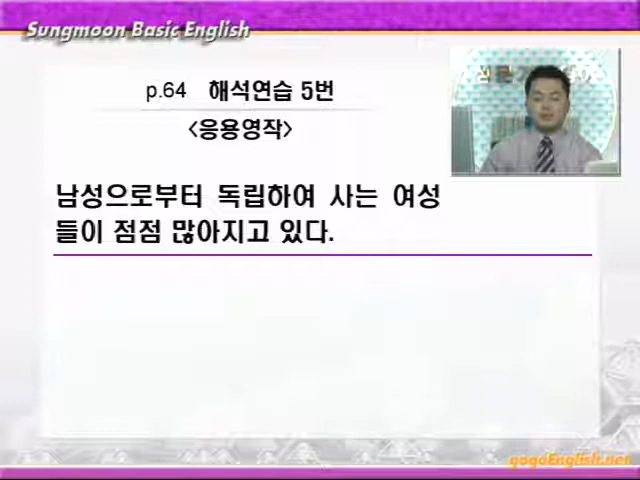 Sungmoon Basic English
p.64 해석연습 5번
<응용영작>
남성으로부터 독립하여 사는 여성
들이 점점 많아지고 있다.
gogoEnglish.net